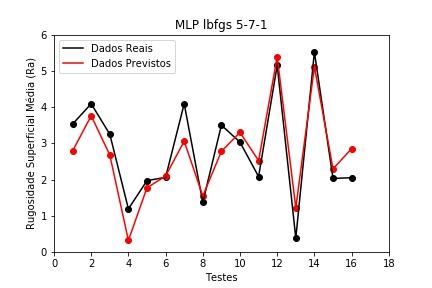 MLP lbfgs 5-7-1
Dados Reais
Dados Previstos
Rugosidade Superficial Média (Ra)
6
5
4
3
2
1
0
0 2 4 6 8 10 12 14 16 18
Testes